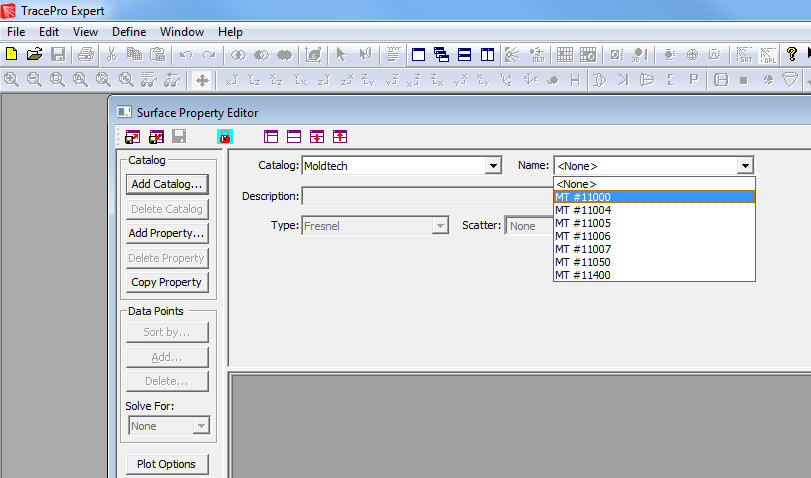 TracePro Expert
File Edit View Define Window Help
Surface Property Editor
Catalog
Add Catalog...
Delete Catalog
Add Property...
Delete Property
Copy Property
Data Points
Sort by...
Add...
Delete...
Solve For:
None
Plot Options
Catalog: Moldtech Name: <None>
Description:
Type: Fresnel Scatter: None
<None>
MT #11000
MT #11004
MT #11005
MT #11006
MT #11007
MT #11050
MT #11400